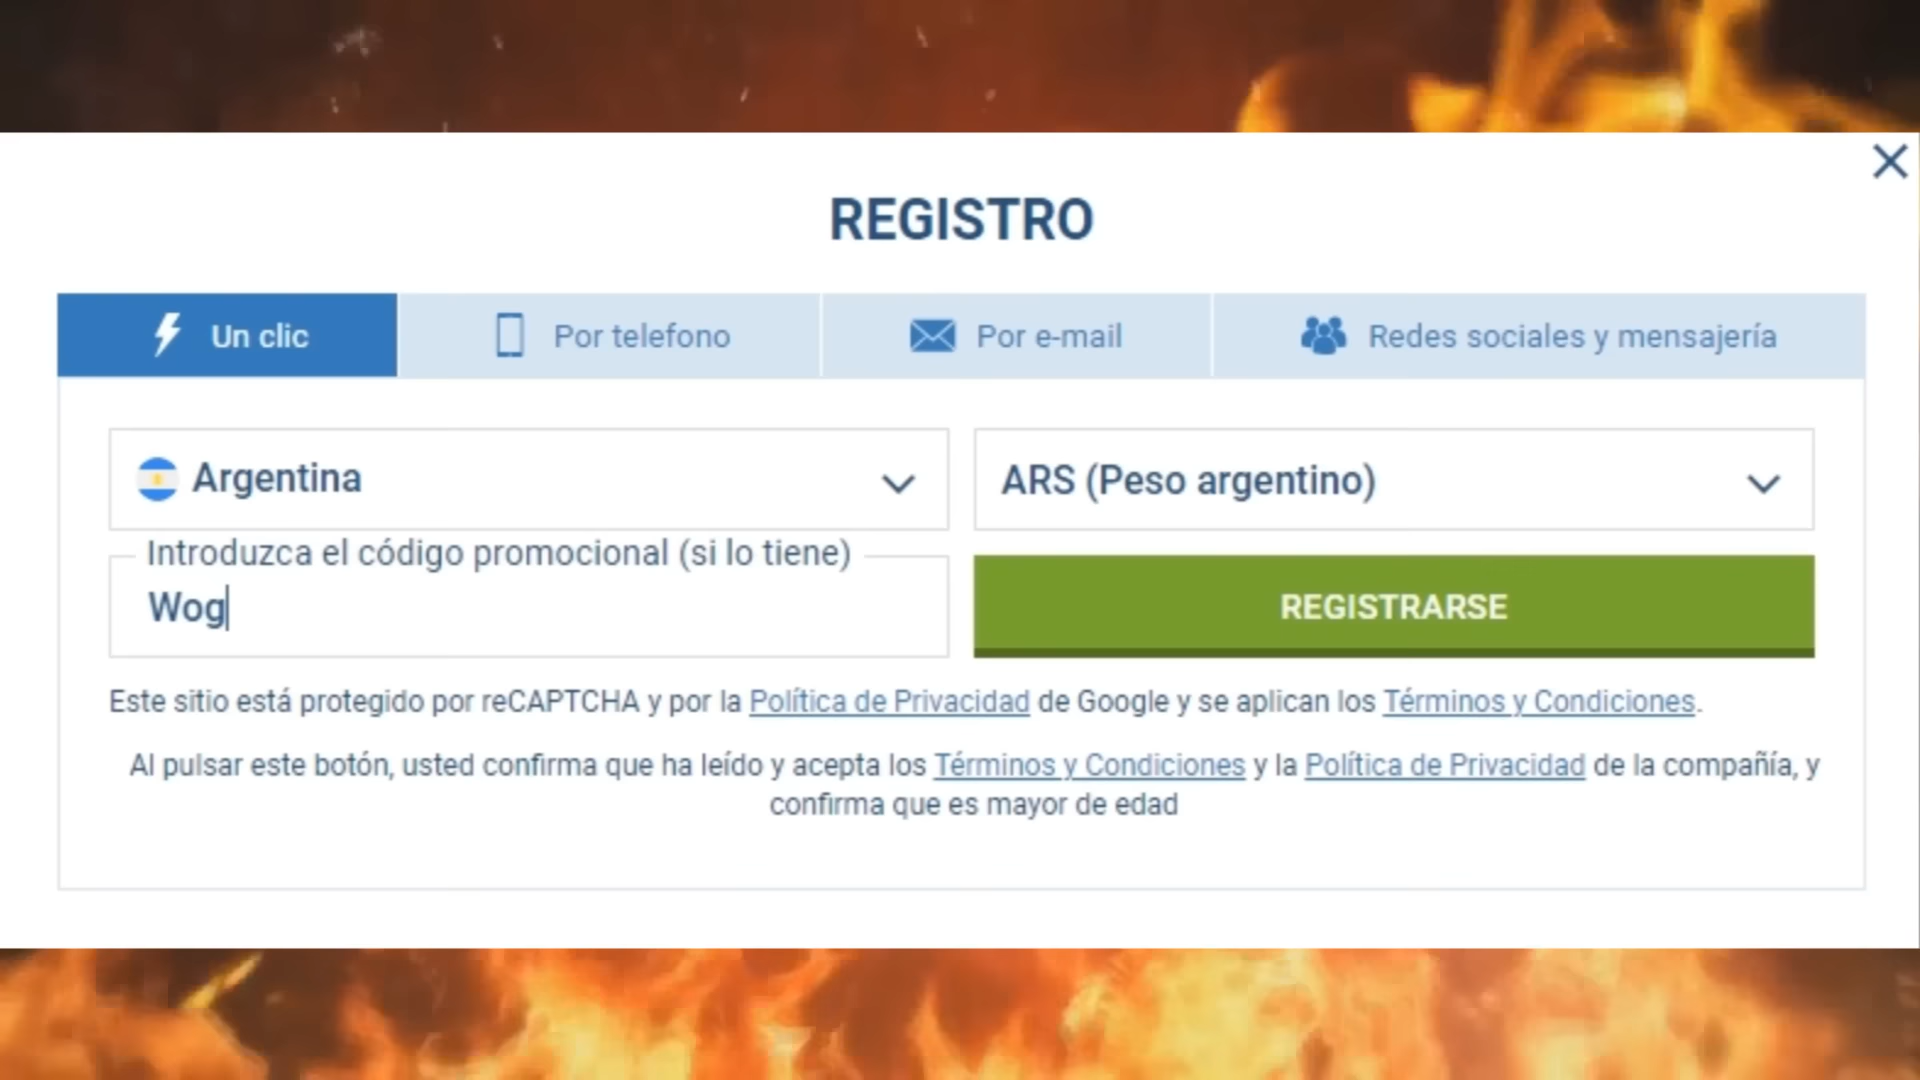 REGISTRO
Un clic
Por telefono
Por e-mail
Redes sociales y mensajería
Argentina
ARS (Peso argentino)
Introduzca el código promocional (si lo tiene)
Wog
REGISTRARSE
Este sitio está protegido por reCAPTCHA y por la Política de Privacidad de Google y se aplican los Términos y Condiciones.
Al pulsar este botón, usted confirma que ha leído y acepta los Términos y Condiciones y la Política de Privacidad de la compañía, y
confirma que es mayor de edad